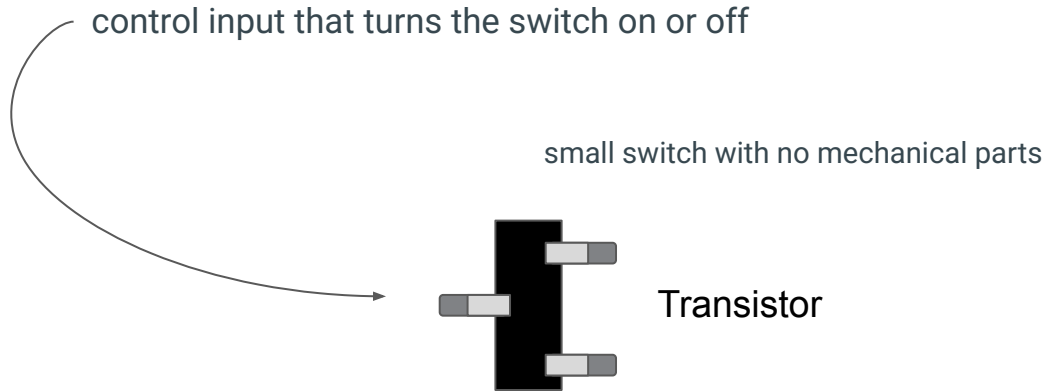 control input that turns the switch on or off
small switch with no mechanical parts
Transistor